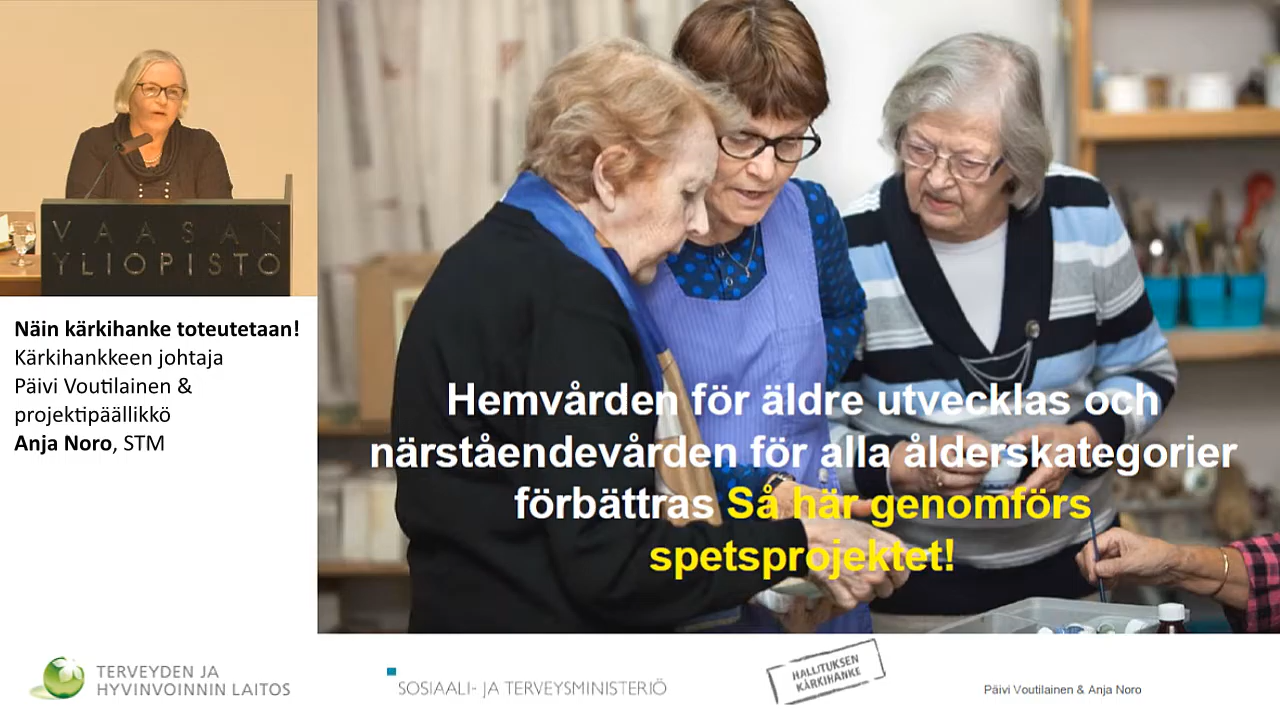 VAASAN
YLIOPISTO
Näin kärkihanke toteutetaan!
Kärkihankkeen johtaja
Päivi Voutilainen &
projektipäällikkö
Anja Noro, STM
Hemvården för äldre utvecklas och
närståendevården för alla ålderskategorier
förbättras Så här genomförs
spetsprojektet!
TERVEYDEN JA
HYVINVOINNIN LAITOS
SOSIAALI- JA TERVEYSMINISTERIÖ
HALLITUKSEN
KÄRKIHANKE
Päivi Voutilainen & Anja Noro